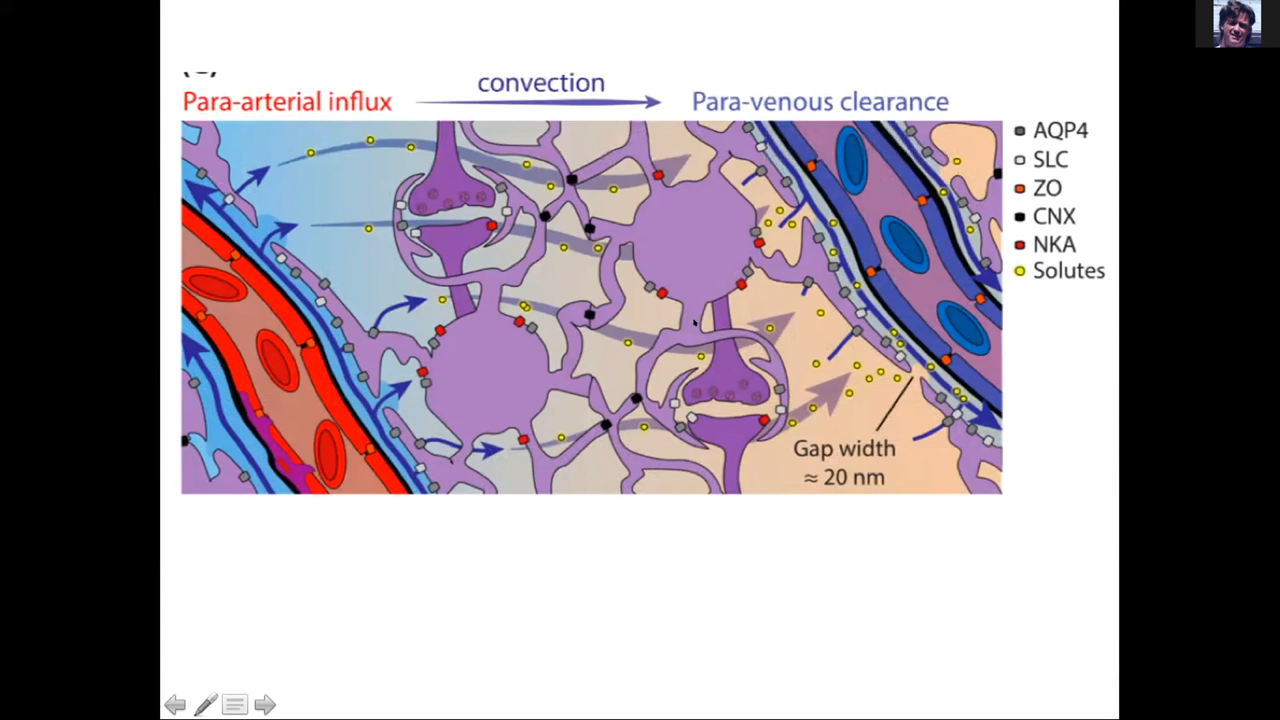 convection
Para-arterial influx
Para-venous clearance
AQP4
SLC
ZO
CNX
NKA
Solutes
Gap width
≈ 20 nm